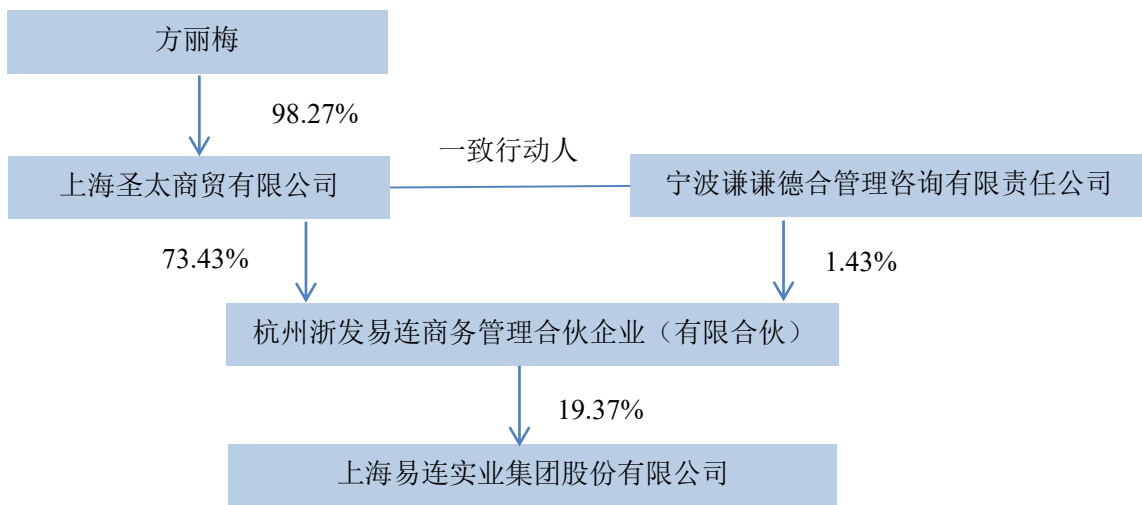 方丽梅
98.27%
一致行动人
上海圣太商贸有限公司
宁波谦谦德合管理咨询有限责任公司
73.43%
1.43%
杭州浙发易连商务管理合伙企业（有限合伙）
19.37%
上海易连实业集团股份有限公司